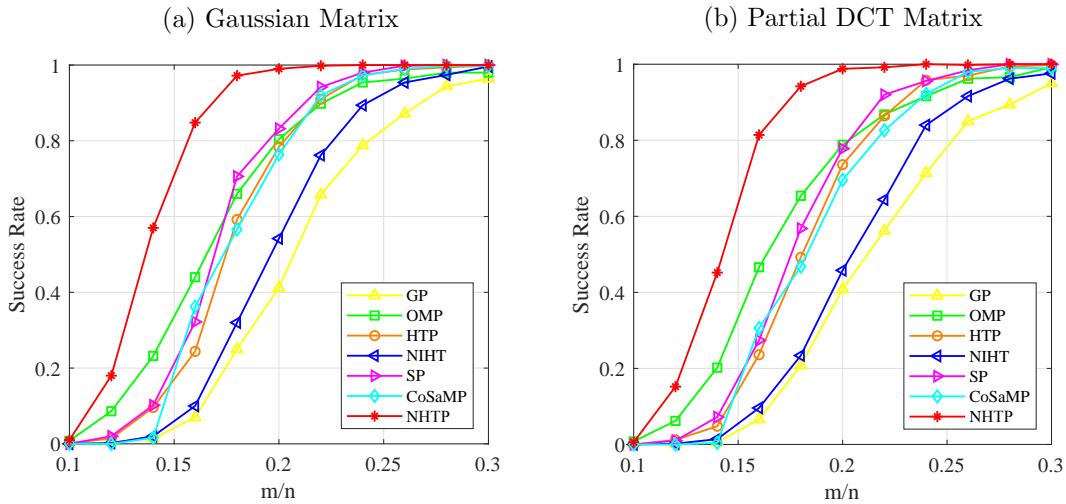 (a) Gaussian Matrix
Success Rate
1
0.8
0.6
0.4
0.2
0
0.1
0.15
0.2
0.25
0.3
m/n
GP
OMP
HTP
NIHT
SP
CoSaMP
NHTP
(b) Partial DCT Matrix
Success Rate
1
0.8
0.6
0.4
0.2
0
0.1
0.15
0.2
0.25
0.3
m/n
GP
OMP
HTP
NIHT
SP
CoSaMP
NHTP